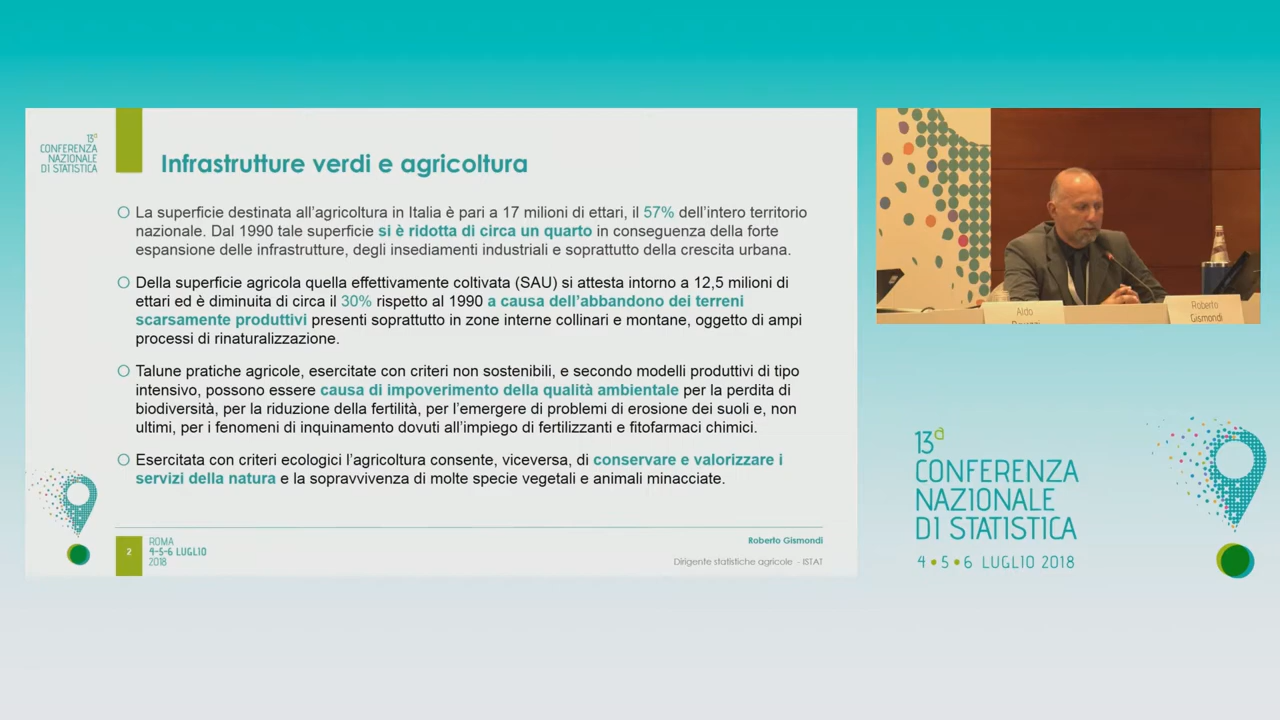 13ª
CONFERENZA
NAZIONALE
DI STATISTICA
Infrastrutture verdi e agricoltura
La superficie destinata all'agricoltura in Italia è pari a 17 milioni di ettari, il 57% dell'intero territorio
nazionale. Dal 1990 tale superficie si è ridotta di circa un quarto in conseguenza della forte
espansione delle infrastrutture, degli insediamenti industriali e soprattutto della crescita urbana.
Della superficie agricola quella effettivamente coltivata (SAU) si attesta intorno a 12,5 milioni di
ettari ed è diminuita di circa il 30% rispetto al 1990 a causa dell'abbandono dei terreni
scarsamente produttivi presenti soprattutto in zone interne collinari e montane, oggetto di ampi
processi di rinaturalizzazione.
Talune pratiche agricole, esercitate con criteri non sostenibili, e secondo modelli produttivi di tipo
intensivo, possono essere causa di impoverimento della qualità ambientale per la perdita di
biodiversità, per la riduzione della fertilità, per l'emergere di problemi di erosione dei suoli e, non
ultimi, per i fenomeni di inquinamento dovuti all'impiego di fertilizzanti e fitofarmaci chimici.
Esercitata con criteri ecologici l'agricoltura consente, viceversa, di conservare e valorizzare i
servizi della natura e la sopravvivenza di molte specie vegetali e animali minacciate.
2
ROMA
4-5-6 LUGLIO
2018
Roberto Gismondi
Dirigente statistiche agricole - ISTAT
Aldo
Roberto
Gismondi
13ª
CONFERENZA
NAZIONALE
DI STATISTICA
4 • 5 • 6 LUGLIO 2018